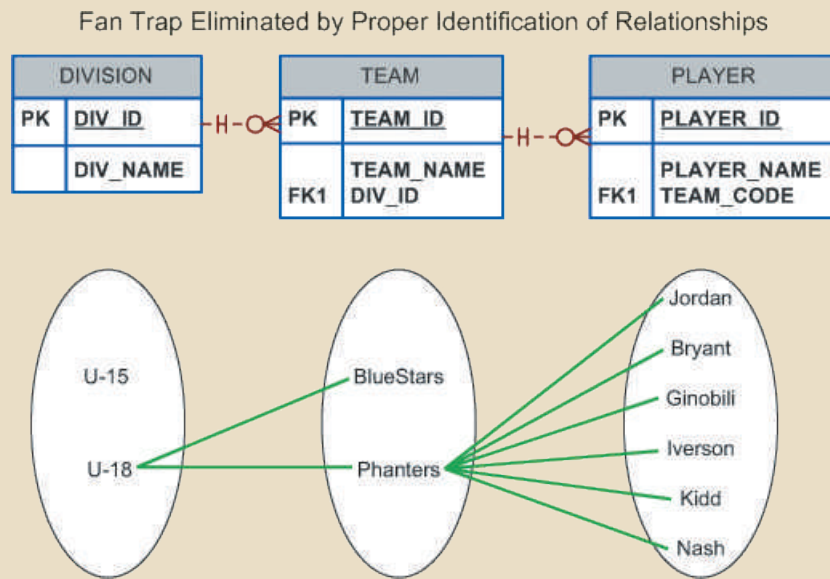 Fan Trap Eliminated by Proper Identification of Relationships
DIVISION
PK DIV_ID
DIV_NAME
TEAM
PK TEAM_ID
TEAM_NAME
FK1 DIV_ID
PLAYER
PK PLAYER_ID
PLAYER_NAME
FK1 TEAM_CODE
U-15
U-18
BlueStars
Phanters
Jordan
Bryant
Ginobili
Iverson
Kidd
Nash